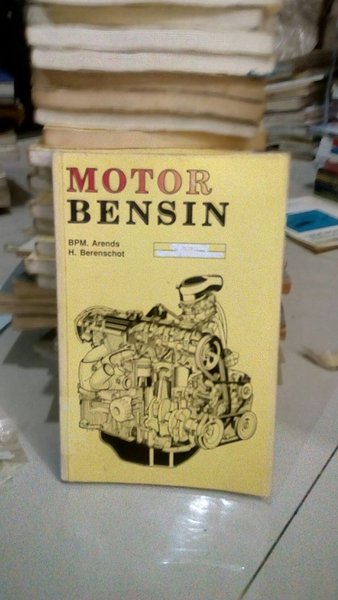 MOTOR
BENSIN
BPM. Arends
H. Berenschot